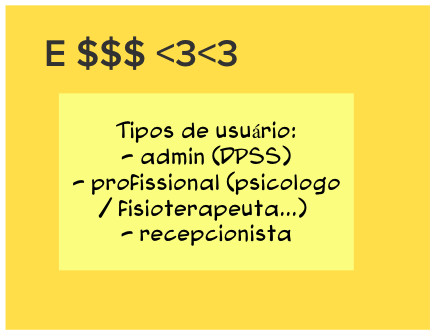 E $$$ <3<3
Tipos de usuário:
- admin (DPSS)
- profissional (psicologo
/ fisioterapeuta...)
- recepcionista